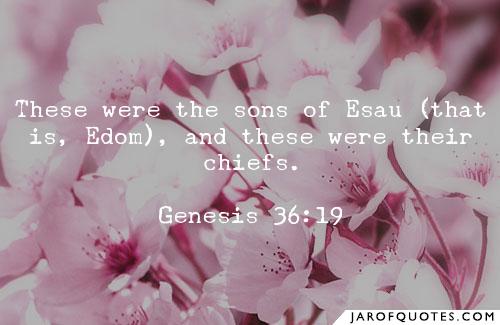 These were the sons of Esau (that
is, Edom), and these were their
chiefs.
Genesis 36:19
JAROFQUOTES.COM